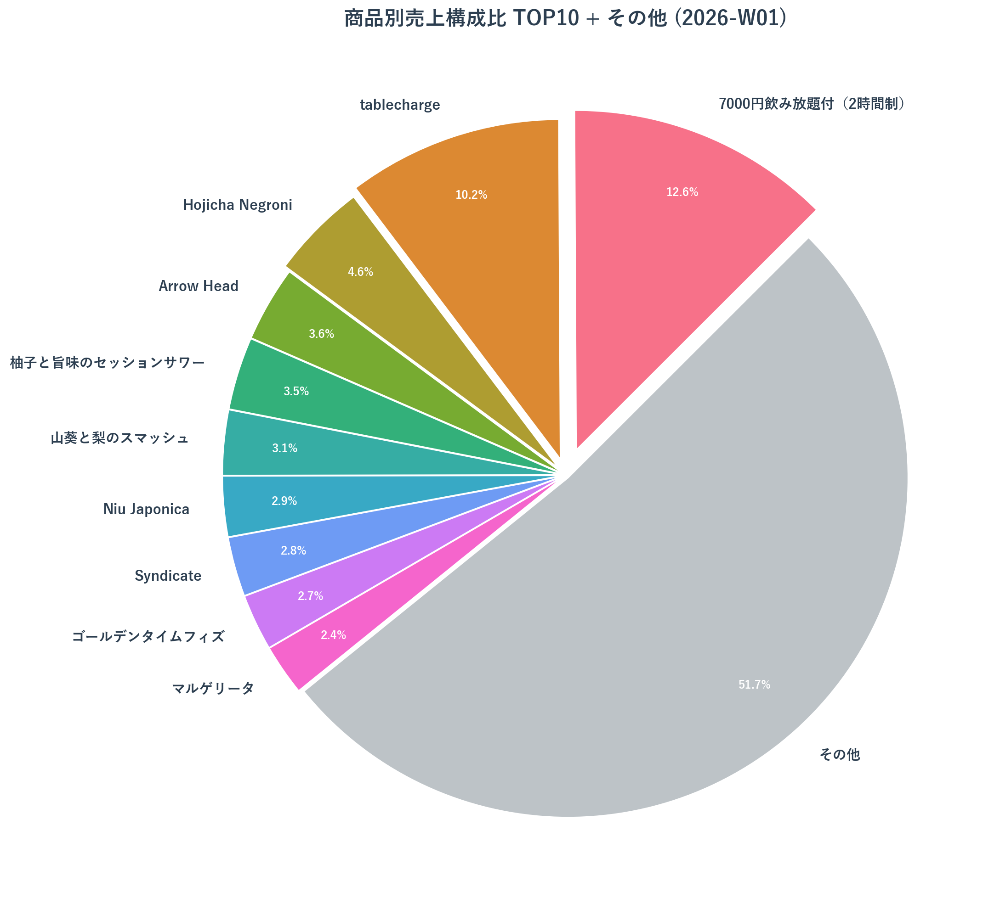 商品別売上構成比 TOP10 + その他 (2026-W01)
7000円飲み放題付（2時間制）
12.6%
tablecharge
10.2%
Hojicha Negroni
4.6%
Arrow Head
3.6%
柚子と旨味のセッションサワー
3.5%
山葵と梨のスマッシュ
3.1%
Niu Japonica
2.9%
Syndicate
2.8%
ゴールデンタイムフィズ
2.7%
マルゲリータ
2.4%
その他
51.7%